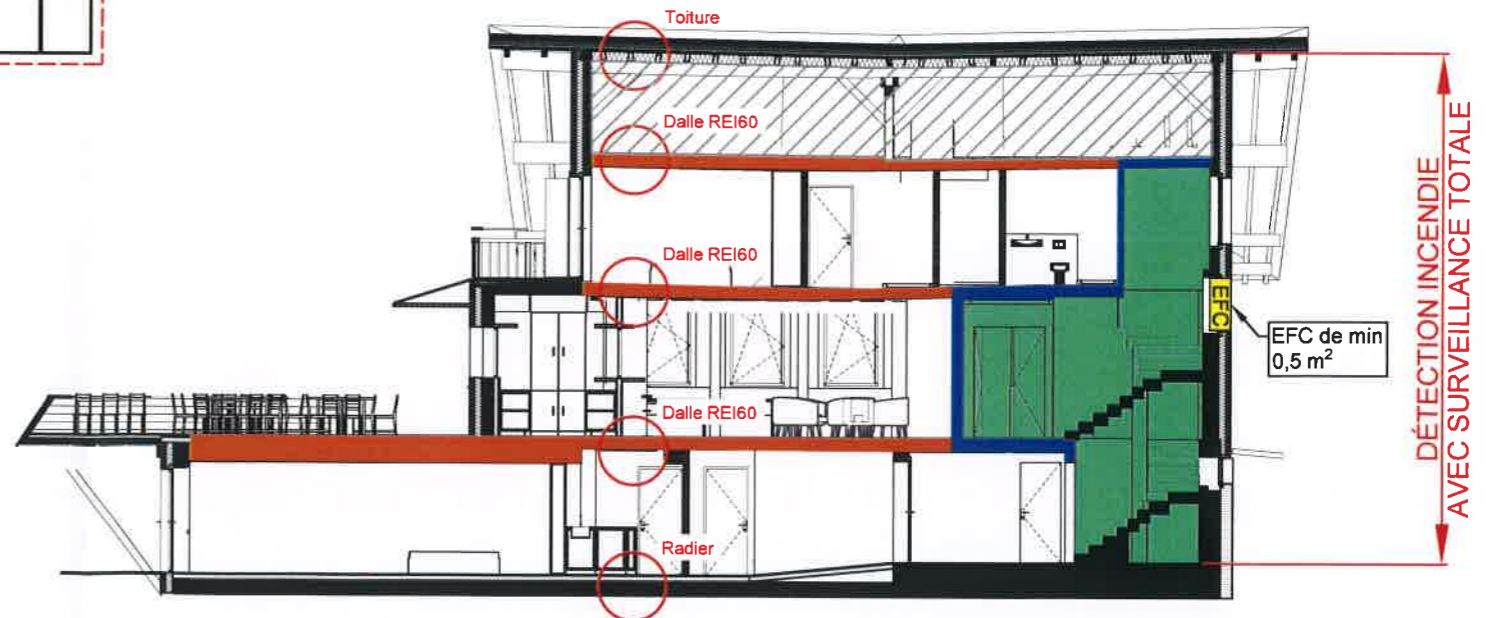 Toiture
Dalle REI60
Dalle REI60
EFC
EFC de min
0,5 m²
Dalle REI60
Radier
DÉTECTION INCENDIE
AVEC SURVEILLANCE TOTALE